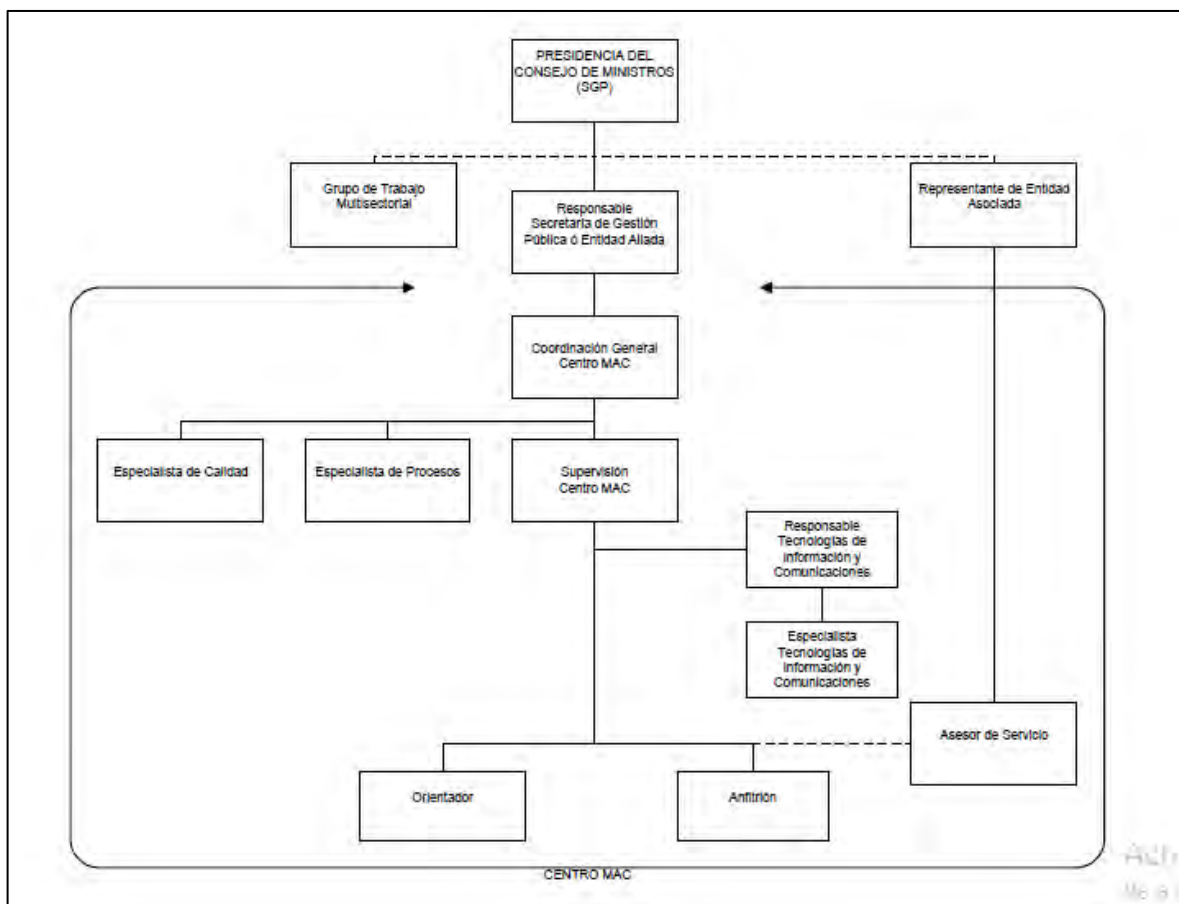 PRESIDENCIA DEL
CONSEJO DE MINISTROS
(SGP)
Grupo de Trabajo
Multisectorial
Responsable
Secretaría de Gestión
Pública ó Entidad Aliada
Representante de Entidad
Asociada
Coordinación General
Centro MAC
Especialista de Calidad
Especialista de Procesos
Supervisión
Centro MAC
Responsable
Tecnologías de
Información y
Comunicaciones
Especialista
Tecnologías de
Información y
Comunicaciones
Asesor de Servicio
Orientador
Anfitrión
CENTRO MAC